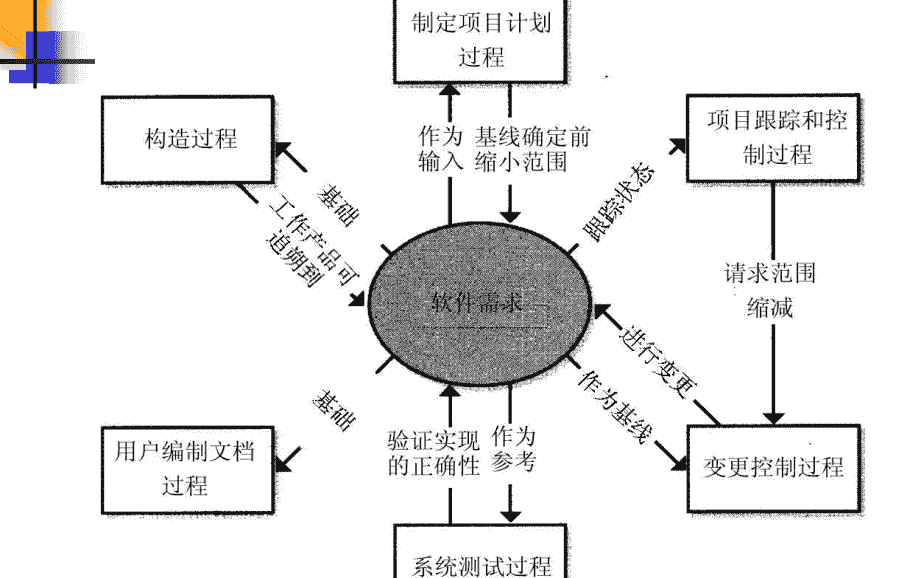 制定项目计划
过程
构造过程
项目跟踪和控
制过程
作为
输入
基线确定前
缩小范围
基础
工作产品可
追朔到
跟踪状态
软件需求
请求范围
缩减
进行变更
作为基线
基础
验证实现
的正确性
作为
参考
用户编制文档
过程
变更控制过程
系统测试过程